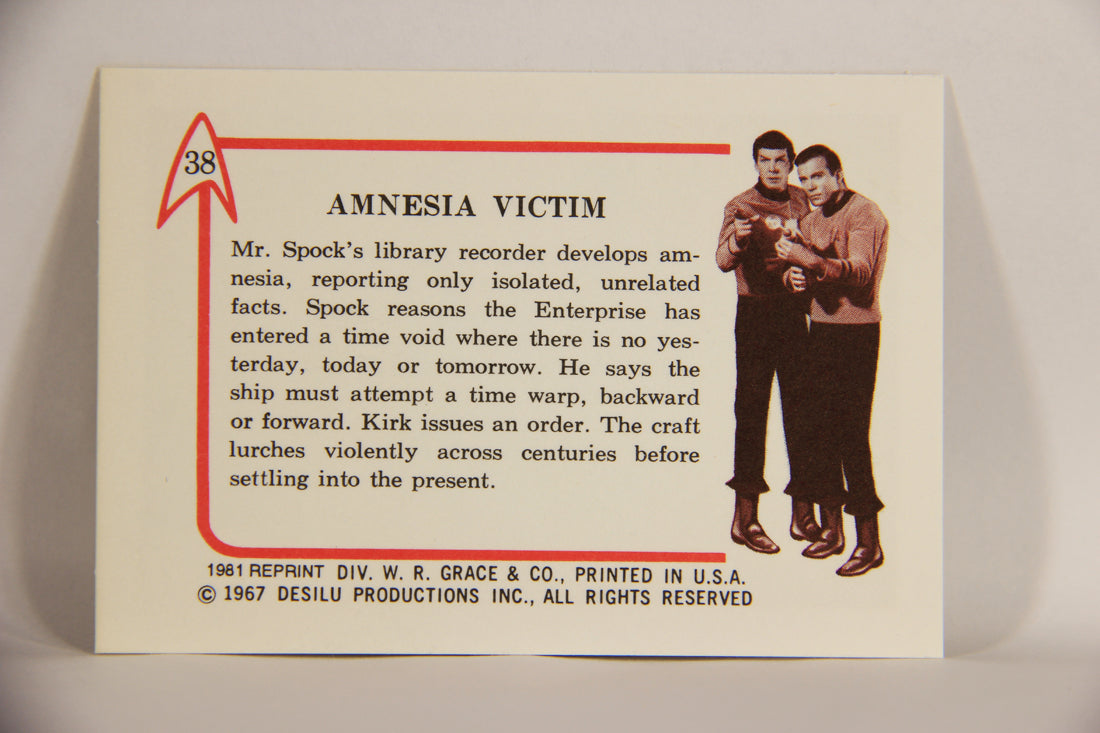 38
AMNESIA VICTIM
Mr. Spock's library recorder develops am-
nesia, reporting only isolated, unrelated
facts. Spock reasons the Enterprise has
entered a time void where there is no yes-
terday, today or tomorrow. He says the
ship must attempt a time warp, backward
or forward. Kirk issues an order. The craft
lurches violently across centuries before
settling into the present.
1981 REPRINT DIV. W. R. GRACE & CO., PRINTED IN U.S.A.
© 1967 DESILU PRODUCTIONS INC., ALL RIGHTS RESERVED